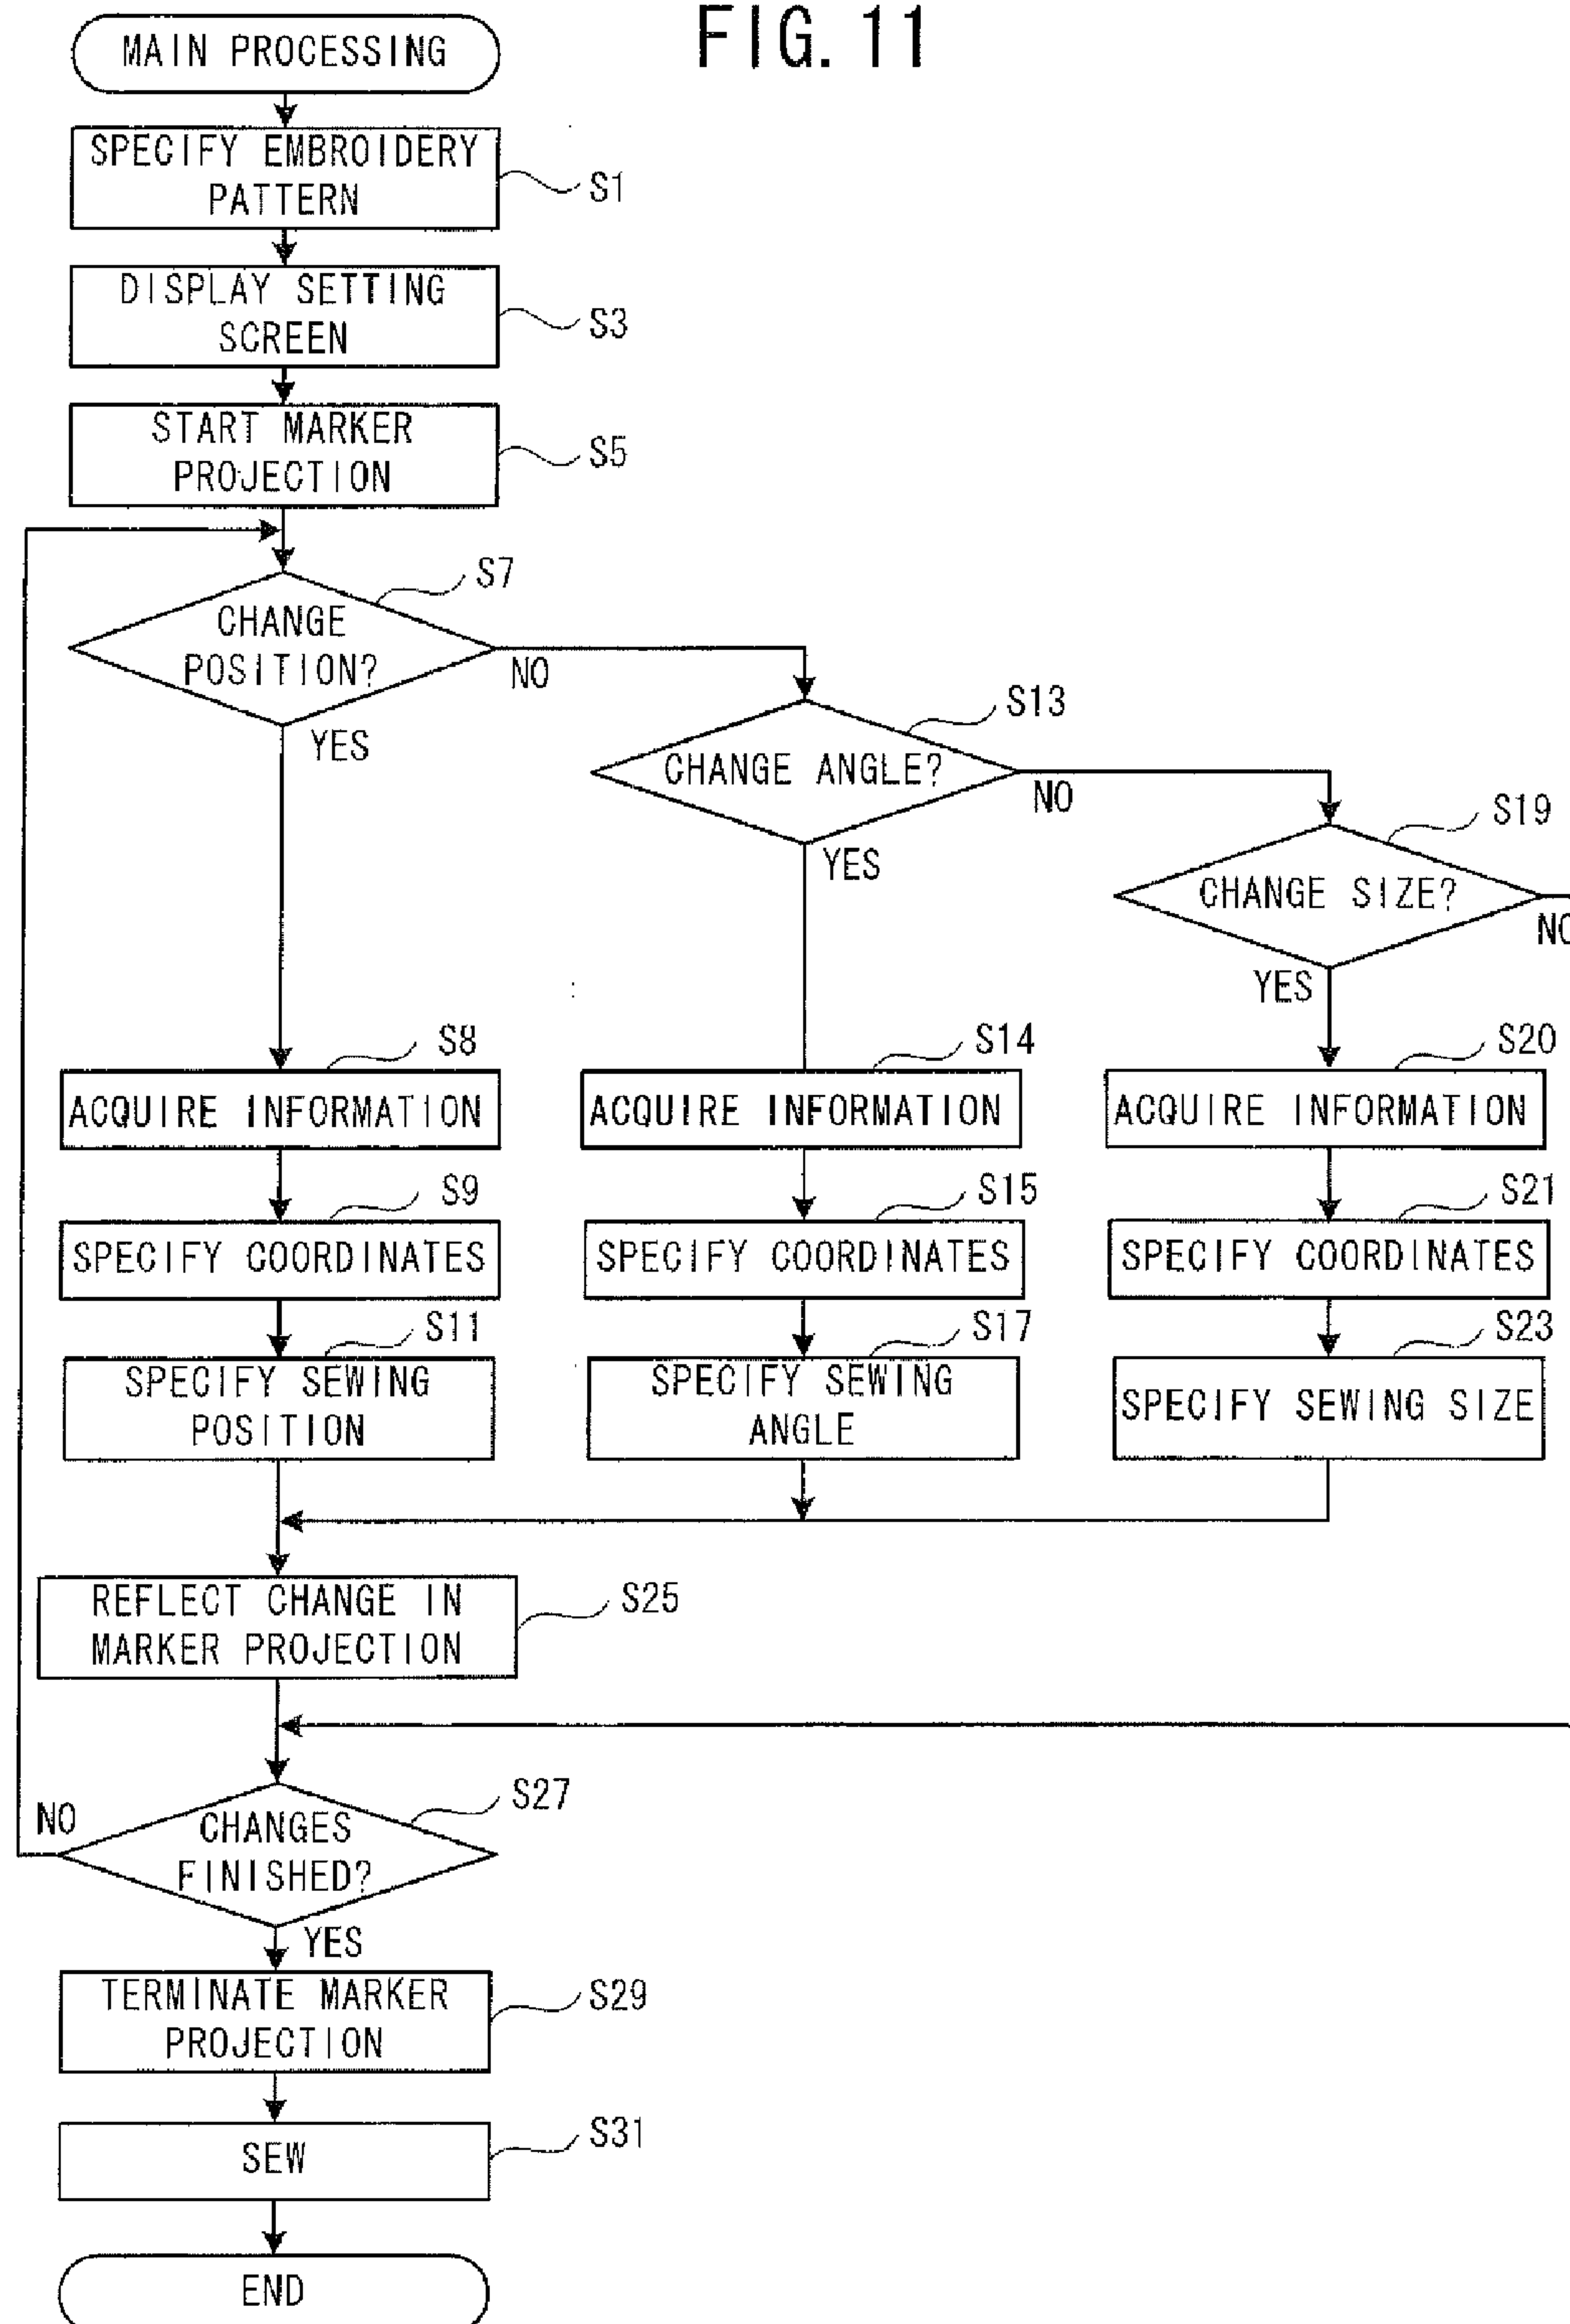 FIG. 11
MAIN PROCESSING
SPECIFY EMBROIDERY
PATTERN
S1
DISPLAY SETTING
SCREEN
S3
START MARKER
PROJECTION
S5
S7
CHANGE
POSITION?
NO
YES
S13
CHANGE ANGLE?
NO
YES
S19
CHANGE SIZE?
NO
YES
S8
ACQUIRE INFORMATION
S14
ACQUIRE INFORMATION
S20
ACQUIRE INFORMATION
S9
SPECIFY COORDINATES
S15
SPECIFY COORDINATES
S21
SPECIFY COORDINATES
S11
SPECIFY SEWING
POSITION
S17
SPECIFY SEWING
ANGLE
S23
SPECIFY SEWING SIZE
REFLECT CHANGE IN
MARKER PROJECTION
S25
S27
CHANGES
FINISHED?
NO
YES
TERMINATE MARKER
PROJECTION
S29
SEW
S31
END